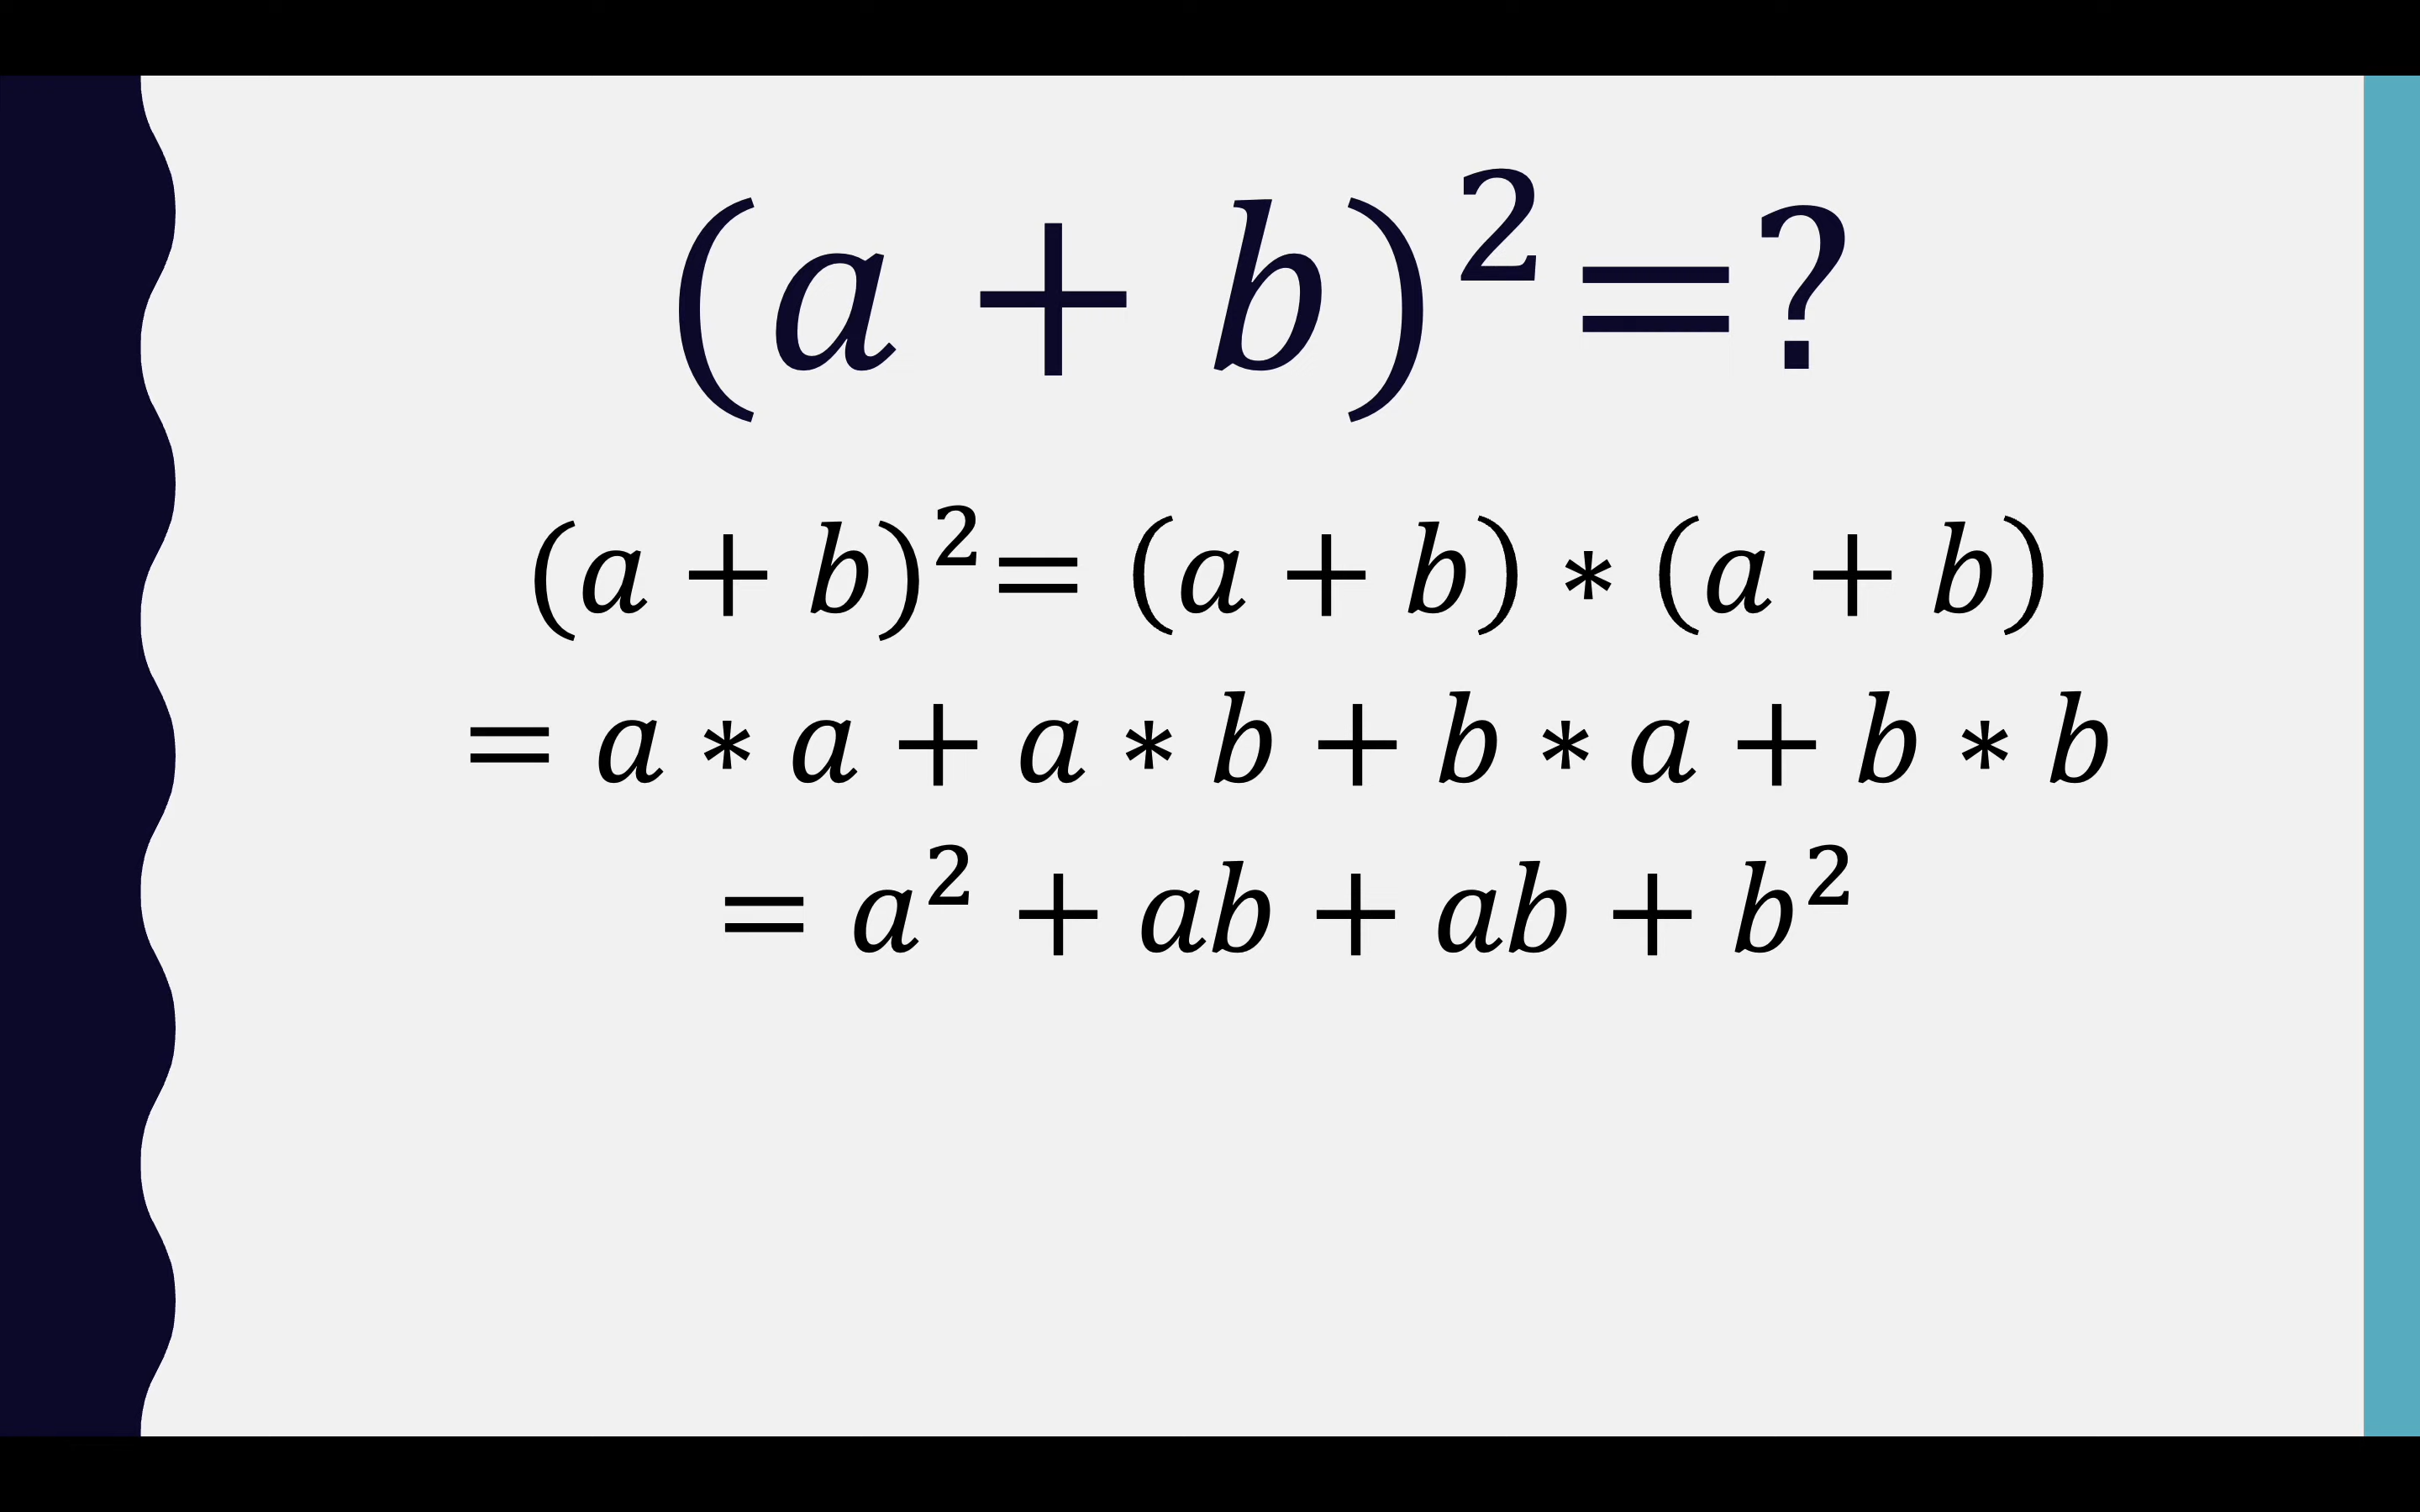 (a + b)² =?
(a + b)² = (a + b) * (a + b)
= a * a + a * b + b * a + b * b
= a² + ab + ab + b²